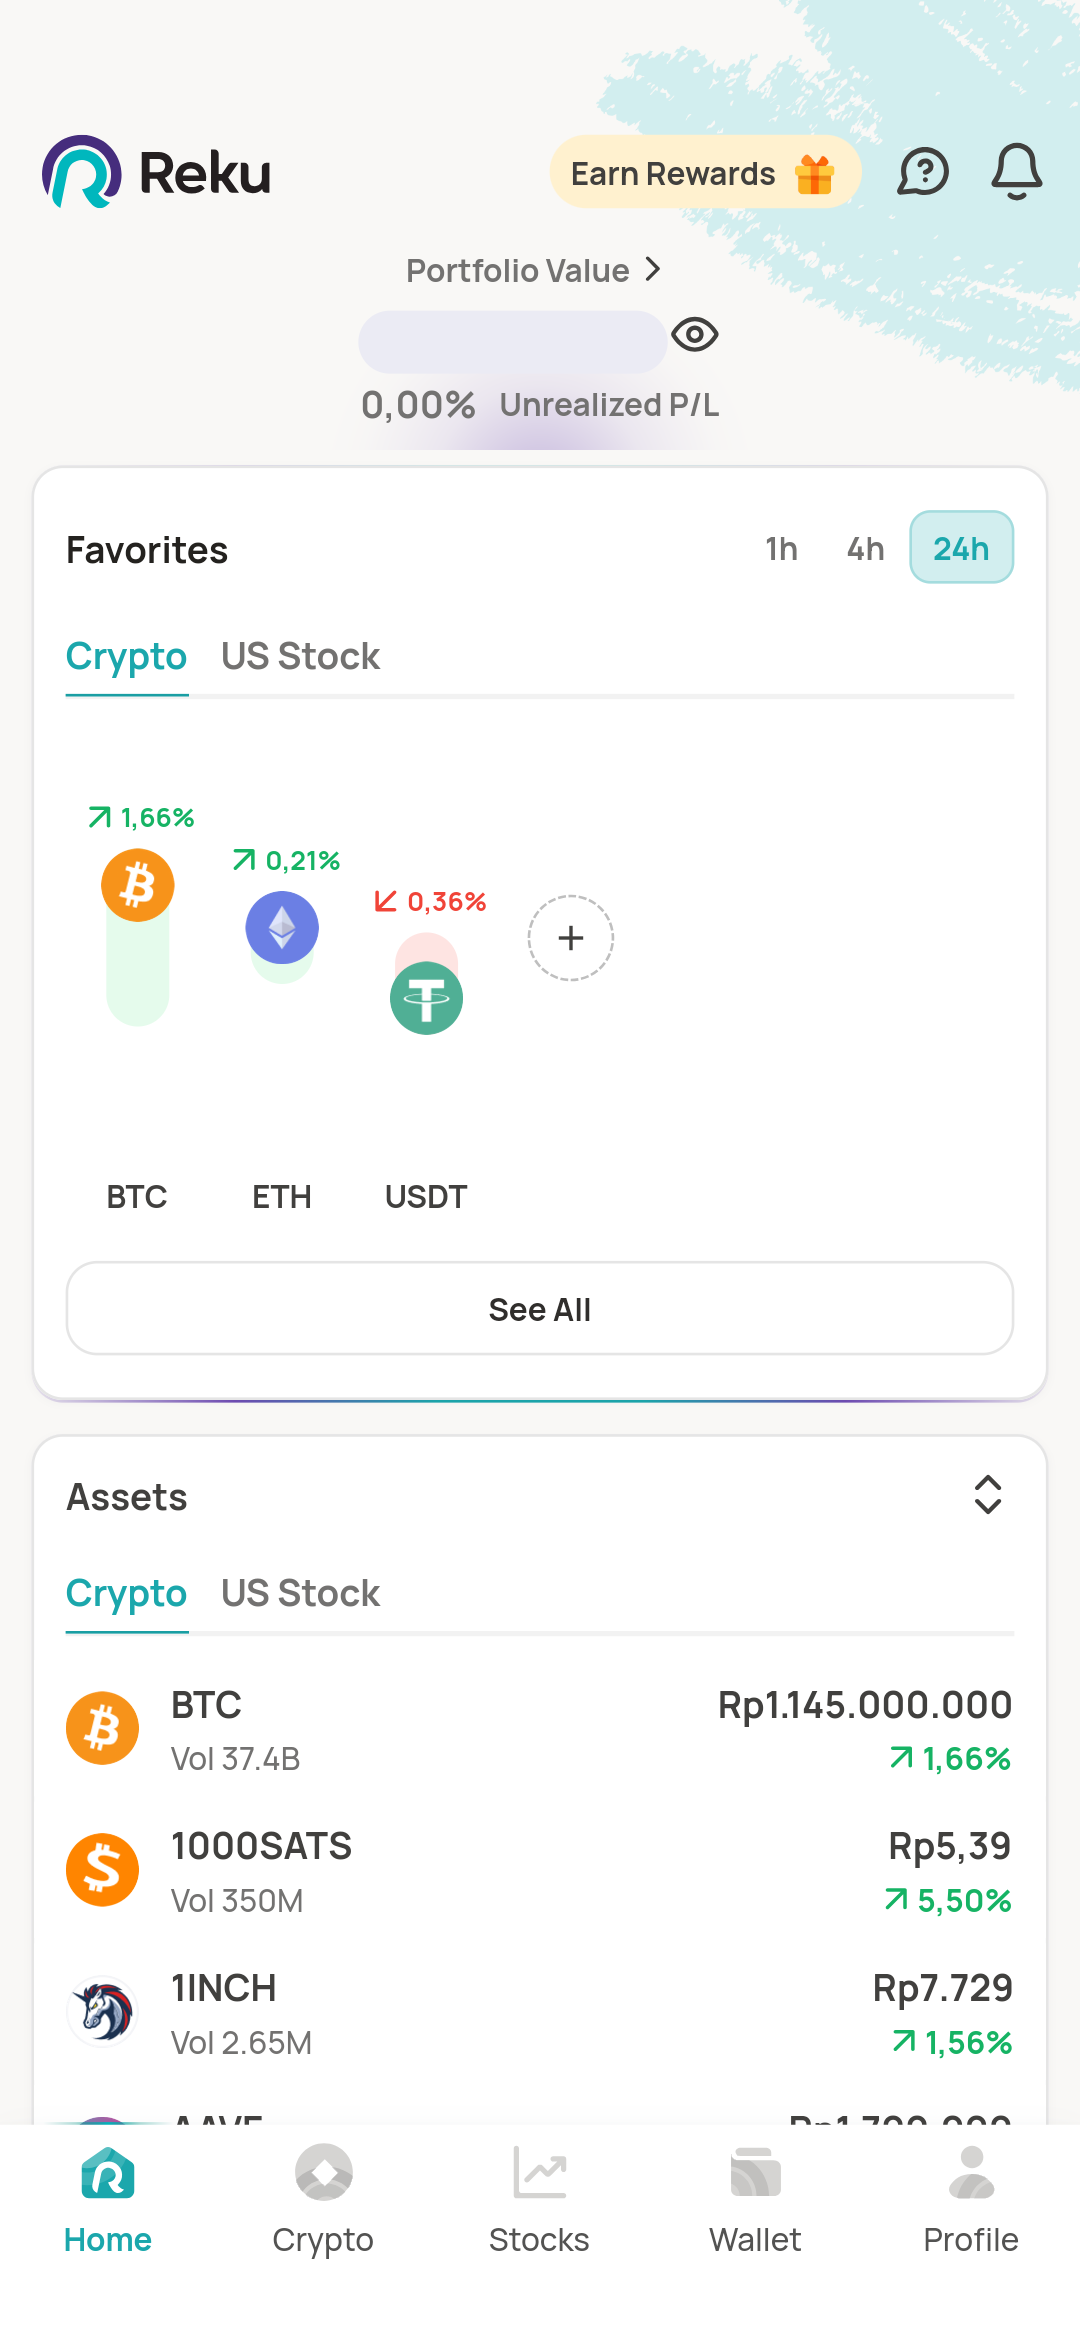 Reku
Earn Rewards
Portfolio Value
0,00% Unrealized P/L
Favorites
1h 4h 24h
Crypto US Stock
1,66%
0,21%
0,36%
BTC ETH USDT
See All
Assets
Crypto US Stock
BTC Rp1.145.000.000
Vol 37.4B 1,66%
1000SATS Rp5,39
Vol 350M 5,50%
1INCH Rp7.729
Vol 2.65M 1,56%
AAVE
Home Crypto Stocks Wallet Profile